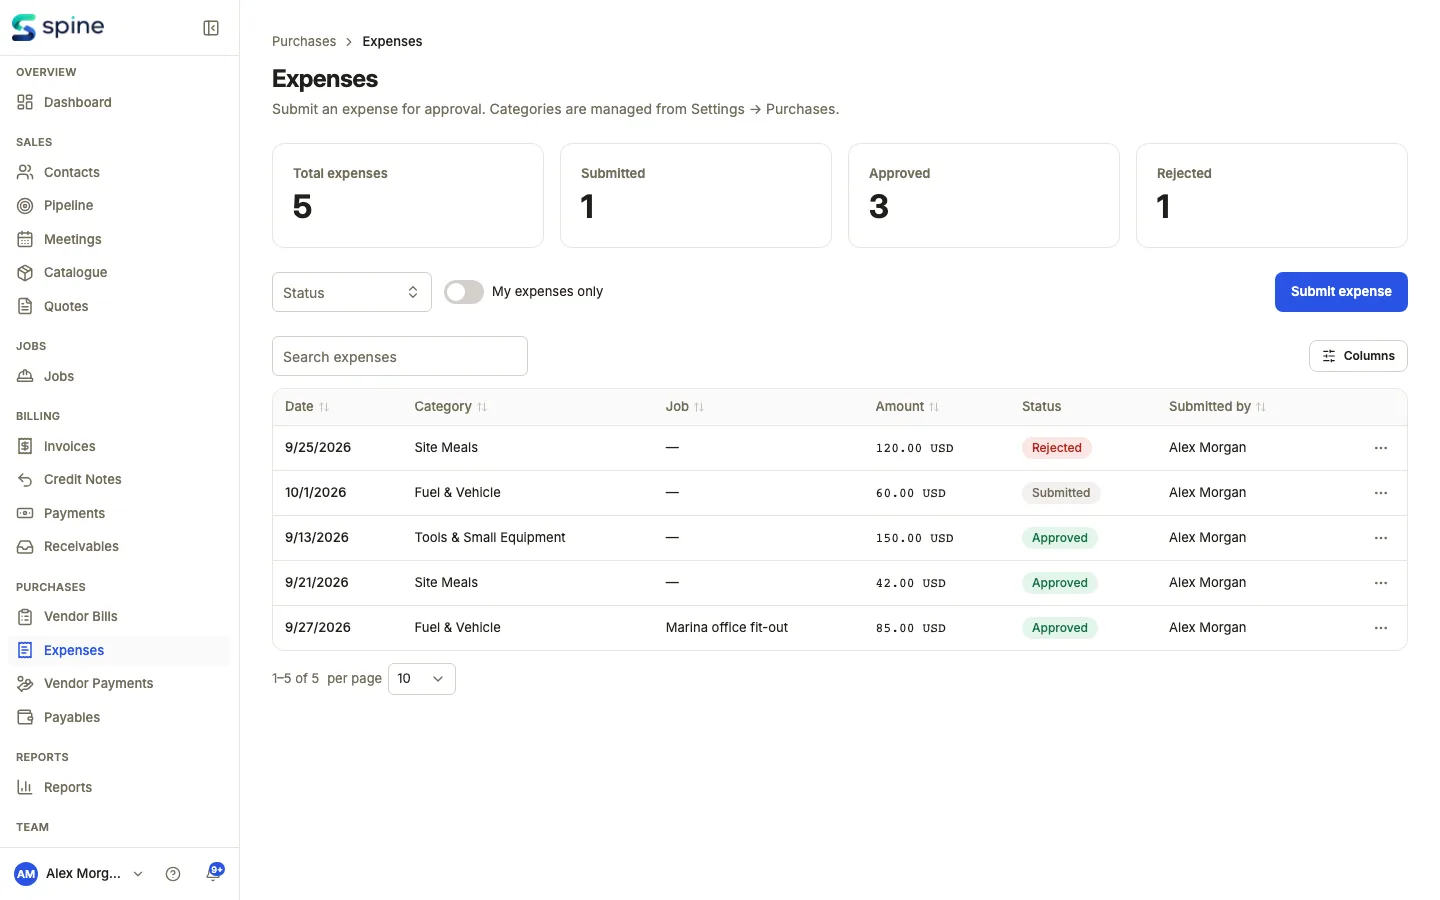 spine
OVERVIEW
Dashboard
SALES
Contacts
Pipeline
Meetings
Catalogue
Quotes
JOBS
Jobs
BILLING
Invoices
Credit Notes
Payments
Receivables
PURCHASES
Vendor Bills
Expenses
Vendor Payments
Payables
REPORTS
Reports
TEAM
AM Alex Morg... 9+
Purchases > Expenses
Expenses
Submit an expense for approval. Categories are managed from Settings → Purchases.
Total expenses
5
Submitted
1
Approved
3
Rejected
1
Status My expenses only Submit expense
Search expenses Columns
Date Category Job Amount Status Submitted by
9/25/2026 Site Meals — 120.00 USD Rejected Alex Morgan ...
10/1/2026 Fuel & Vehicle — 60.00 USD Submitted Alex Morgan ...
9/13/2026 Tools & Small Equipment — 150.00 USD Approved Alex Morgan ...
9/21/2026 Site Meals — 42.00 USD Approved Alex Morgan ...
9/27/2026 Fuel & Vehicle Marina office fit-out 85.00 USD Approved Alex Morgan ...
1–5 of 5 per page 10